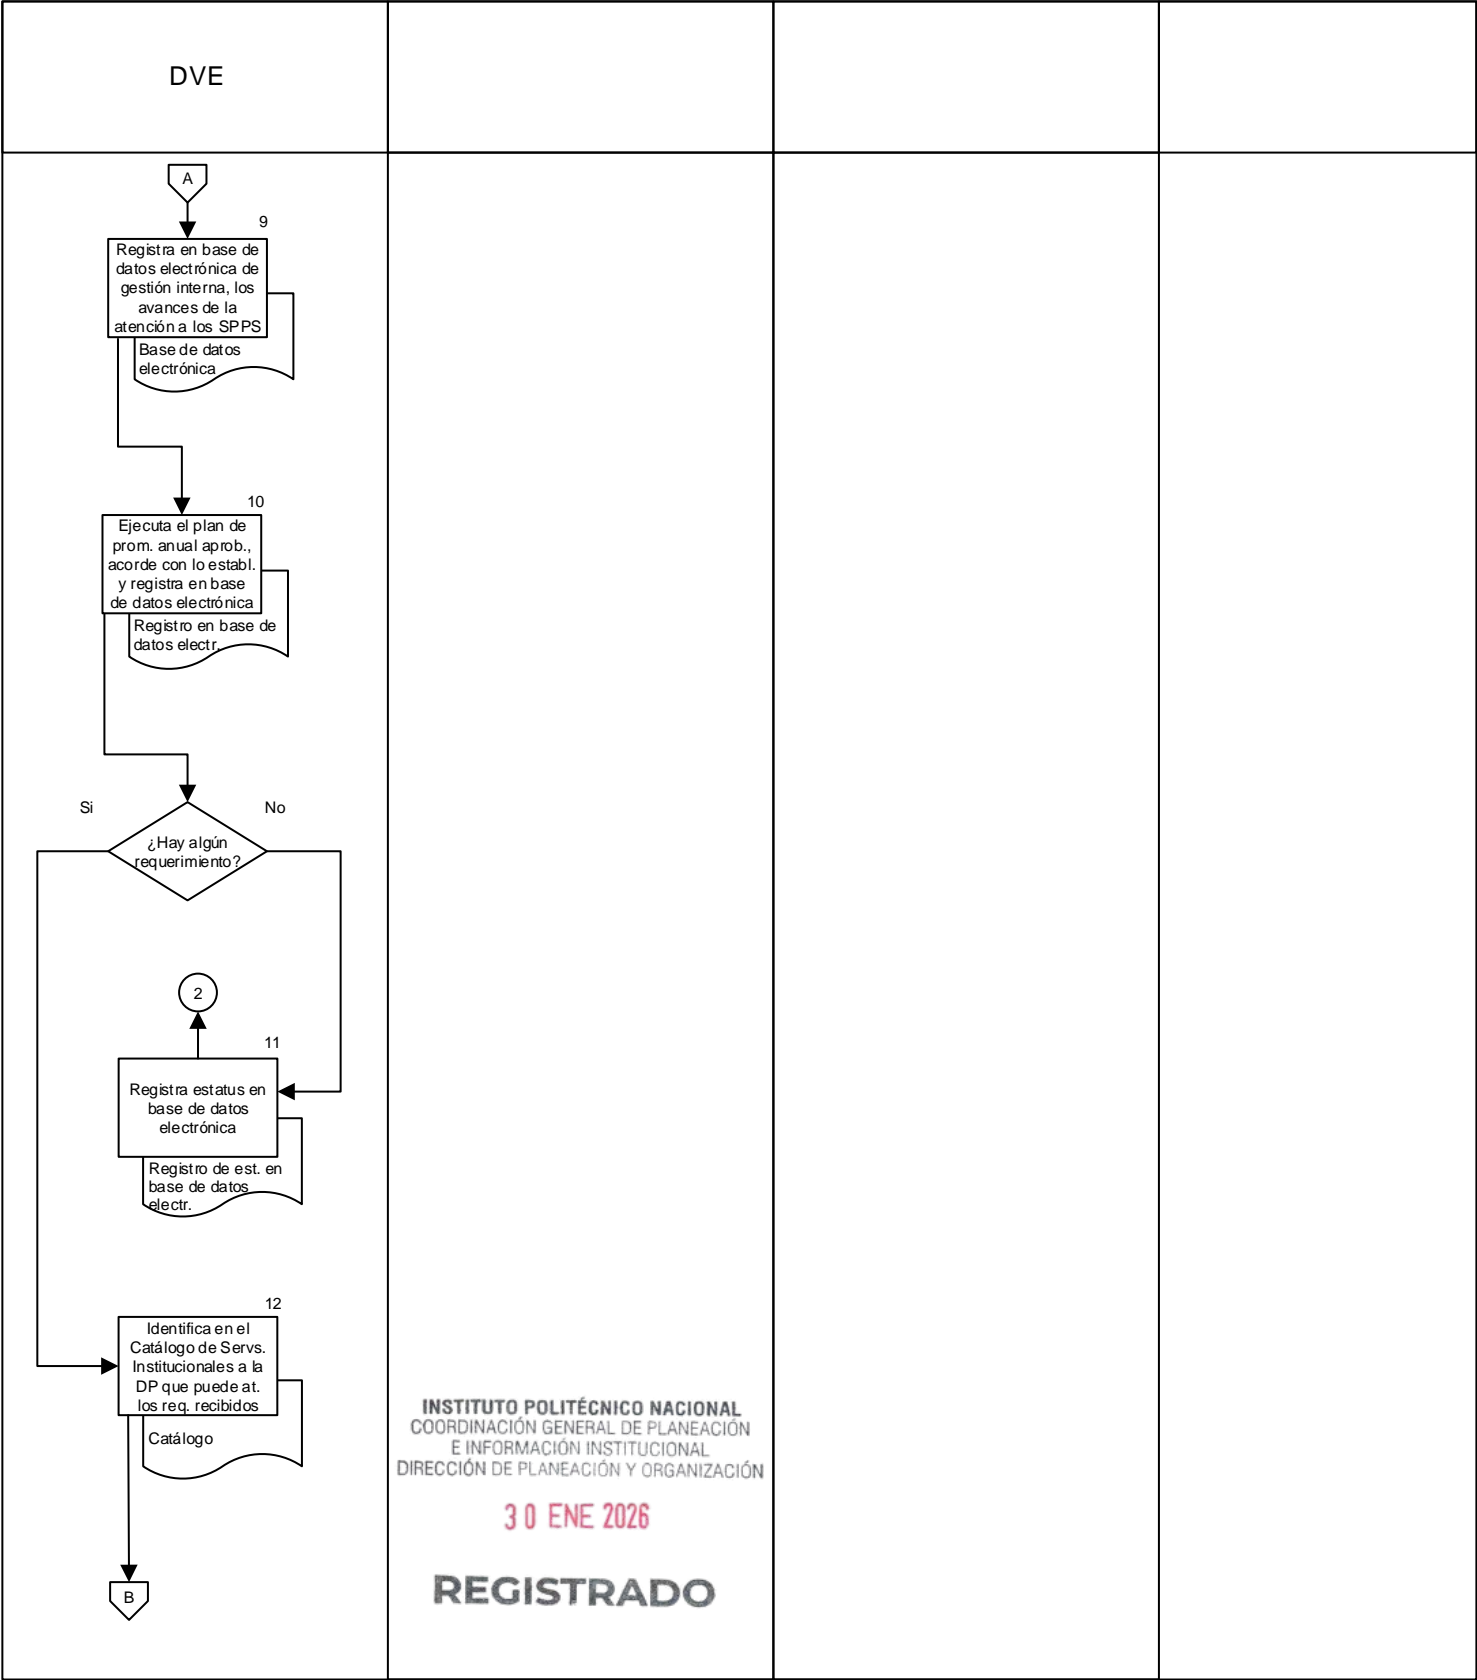 DVE
A
9
Registra en base de
datos electrónica de
gestión interna, los
avances de la
atención a los SPPS
Base de datos
electrónica
10
Ejecuta el plan de
prom. anual aprob.,
acorde con lo establ.
y registra en base
de datos electrónica
Registro en base de
datos electr.
Si
No
¿Hay algún
requerimiento?
2
11
Registra estatus en
base de datos
electrónica
Registro de est. en
base de datos
electr.
12
Identifica en el
Catálogo de Servs.
Institucionales a la
DP que puede at.
los req. recibidos
Catálogo
B
INSTITUTO POLITÉCNICO NACIONAL
COORDINACIÓN GENERAL DE PLANEACIÓN
E INFORMACIÓN INSTITUCIONAL
DIRECCIÓN DE PLANEACIÓN Y ORGANIZACIÓN
30 ENE 2026
REGISTRADO